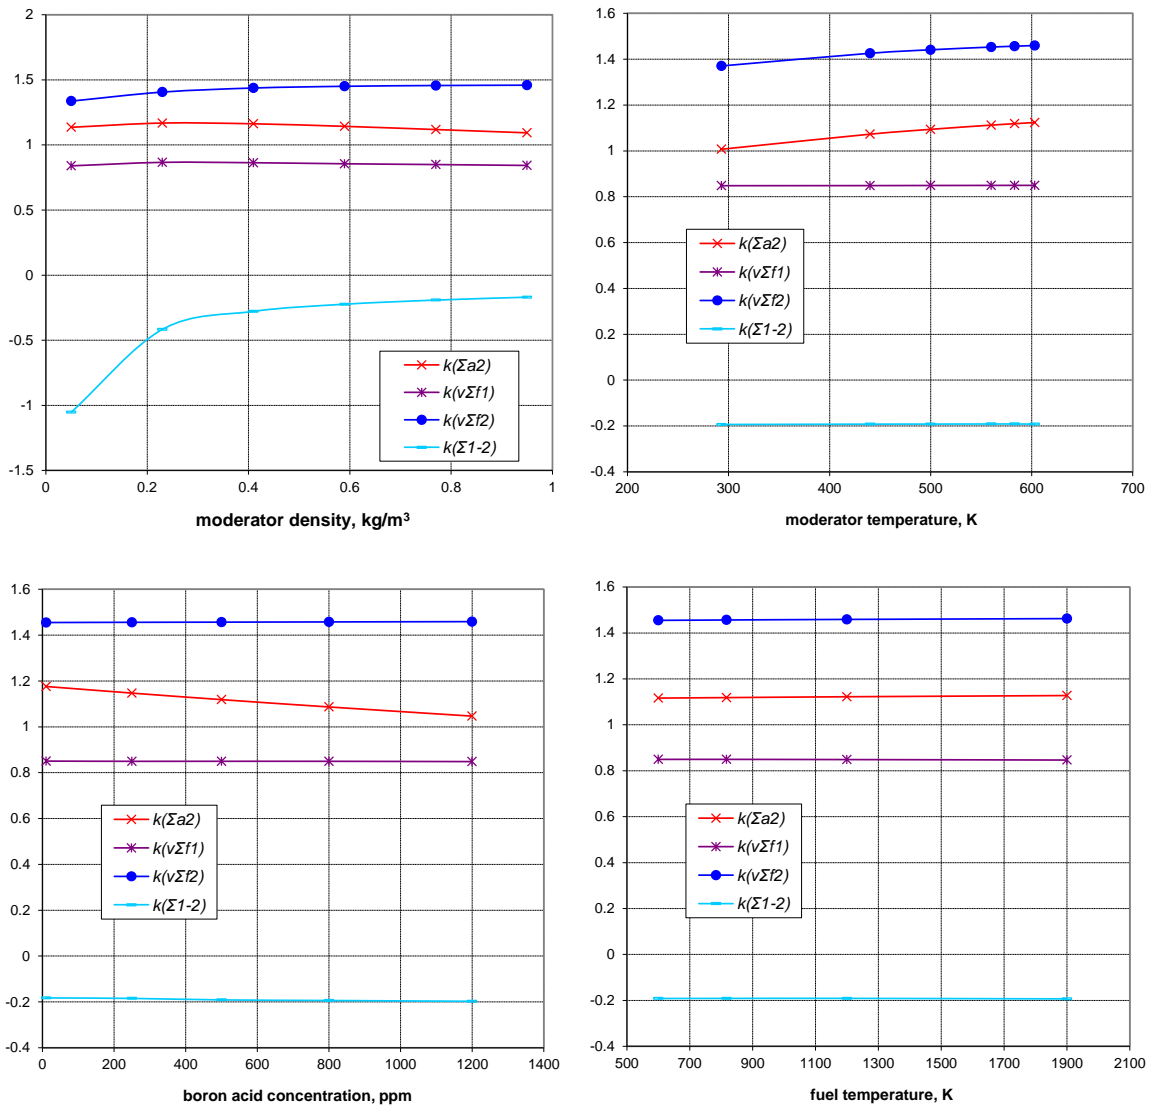 2
1.5
1
0.5
0
-0.5
-1
-1.5
0 0.2 0.4 0.6 0.8 1
moderator density, kg/m³
k(Σa2)
k(νΣf1)
k(νΣf2)
k(Σ1-2)
1.6
1.4
1.2
1
0.8
0.6
0.4
0.2
0
-0.2
-0.4
200 300 400 500 600 700
moderator temperature, K
k(Σa2)
k(νΣf1)
k(νΣf2)
k(Σ1-2)
1.6
1.4
1.2
1
0.8
0.6
0.4
0.2
0
-0.2
-0.4
0 200 400 600 800 1000 1200 1400
boron acid concentration, ppm
k(Σa2)
k(νΣf1)
k(νΣf2)
k(Σ1-2)
1.6
1.4
1.2
1
0.8
0.6
0.4
0.2
0
-0.2
-0.4
500 700 900 1100 1300 1500 1700 1900 2100
fuel temperature, K
k(Σa2)
k(νΣf1)
k(νΣf2)
k(Σ1-2)